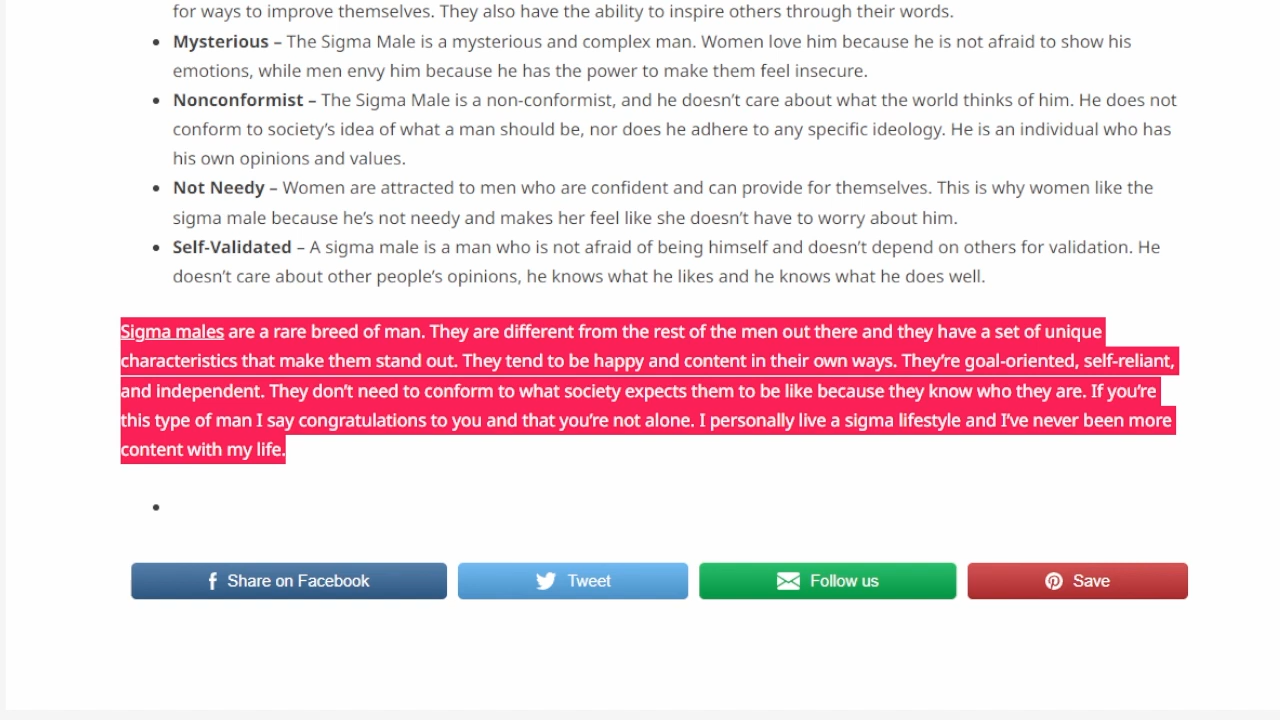 for ways to improve themselves. They also have the ability to inspire others through their words.
• Mysterious – The Sigma Male is a mysterious and complex man. Women love him because he is not afraid to show his
emotions, while men envy him because he has the power to make them feel insecure.
• Nonconformist – The Sigma Male is a non-conformist, and he doesn’t care about what the world thinks of him. He does not
conform to society’s idea of what a man should be, nor does he adhere to any specific ideology. He is an individual who has
his own opinions and values.
• Not Needy – Women are attracted to men who are confident and can provide for themselves. This is why women like the
sigma male because he’s not needy and makes her feel like she doesn’t have to worry about him.
• Self-Validated – A sigma male is a man who is not afraid of being himself and doesn’t depend on others for validation. He
doesn’t care about other people’s opinions, he knows what he likes and he knows what he does well.
Sigma males are a rare breed of man. They are different from the rest of the men out there and they have a set of unique
characteristics that make them stand out. They tend to be happy and content in their own ways. They’re goal-oriented, self-reliant,
and independent. They don’t need to conform to what society expects them to be like because they know who they are. If you’re
this type of man I say congratulations to you and that you’re not alone. I personally live a sigma lifestyle and I’ve never been more
content with my life.
•
Share on Facebook Tweet Follow us Save